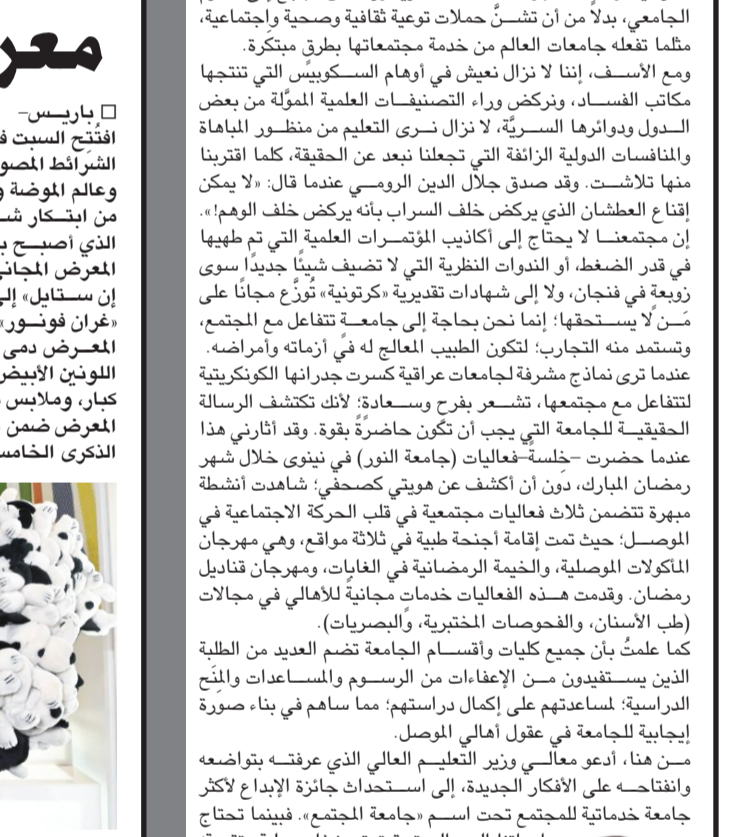 الجامعي، بدلًا من أن تشنَّ حملات توعية ثقافية وصحية واجتماعية،
مثلما تفعله جامعات العالم من خدمة مجتمعاتها بطرق مبتكرة.
ومع الأسف، إننا لا نزال نعيش في أوهام السكوبيس التي تنتجها
مكاتب الفساد، ونركض وراء التصنيفات العلمية المموَّلة من بعض
الدول ودوائرها السريَّة، لا نزال نرى التعليم من منظور المباهاة
والمنافسات الدولية الزائفة التي تجعلنا نبعد عن الحقيقة، كلما اقتربنا
منها تلاشت. وقد صدق جلال الدين الرومي عندما قال: «لا يمكن
إقناع العطشان الذي يركض خلف السراب بأنه يركض خلف الوهم!».
إن مجتمعنا لا يحتاج إلى أكاذيب المؤتمرات العلمية التي تم طهيها
في قدر الضغط، أو الندوات النظرية التي لا تضيف شيئًا جديدًا سوى
زوبعة في فنجان، ولا إلى شهادات تقديرية «كرتونية» تُوزَّع مجانًا على
مَن لا يستحقها؛ إنما نحن بحاجة إلى جامعة تتفاعل مع المجتمع،
وتستمد منه التجارب؛ لتكون الطبيب المعالج له في أزماته وأمراضه.
عندما ترى نماذج مشرفة لجامعات عراقية كسرت جدرانها الكونكريتية
لتتفاعل مع مجتمعها، تشعر بفرح وسعادة؛ لأنك تكتشف الرسالة
الحقيقية للجامعة التي يجب أن تكون حاضرةً بقوة. وقد أثارني هذا
عندما حضرت –خلسةً–فعاليات (جامعة النور) في نينوى خلال شهر
رمضان المبارك، دون أن أكشف عن هويتي كصحفي؛ شاهدت أنشطة
مبهرة تتضمن ثلاث فعاليات مجتمعية في قلب الحركة الاجتماعية في
الموصل؛ حيث تمت إقامة أجنحة طبية في ثلاثة مواقع، وهي مهرجان
المأكولات الموصلية، والخيمة الرمضانية في الغابات، ومهرجان قناديل
رمضان. وقدمت هذه الفعاليات خدمات مجانيةً للأهالي في مجالات
(طب الأسنان، والفحوصات المختبرية، والبصريات).
كما علمتُ بأن جميع كليات وأقسام الجامعة تضم العديد من الطلبة
الذين يستفيدون من الإعفاءات من الرسوم والمساعدات والمِنَح
الدراسية؛ لمساعدتهم على إكمال دراستهم؛ مما ساهم في بناء صورة
إيجابية للجامعة في عقول أهالي الموصل.
من هنا، أدعو معالي وزير التعليم العالي الذي عرفته بتواضعه
وانفتاحه على الأفكار الجديدة، إلى استحداث جائزة الإبداع لأكثر
جامعة خدماتية للمجتمع تحت اسم «جامعة المجتمع». فبينما تحتاج
معر
□ باريس–
افتُتِح السبت
الشرائط المصو
وعالم الموضة
من ابتكار
الذي أصبح
المعرض المجاني
إن ستايل» إلى
«غران فونور»
المعرض دمى
اللونين الأبيض
كبار، وملابس
المعرض ضمن
الذكرى الخامس